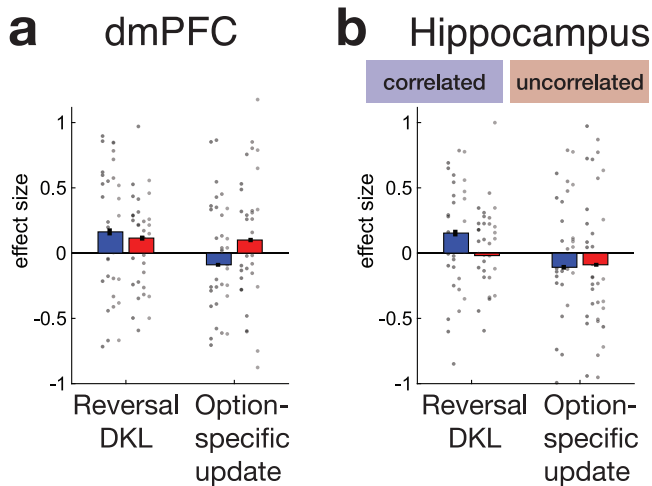 a dmPFC
effect size
1
0.5
0
-0.5
-1
Reversal
DKL
Option-
specific
update
b Hippocampus
correlated uncorrelated
effect size
1
0.5
0
-0.5
-1
Reversal
DKL
Option-
specific
update